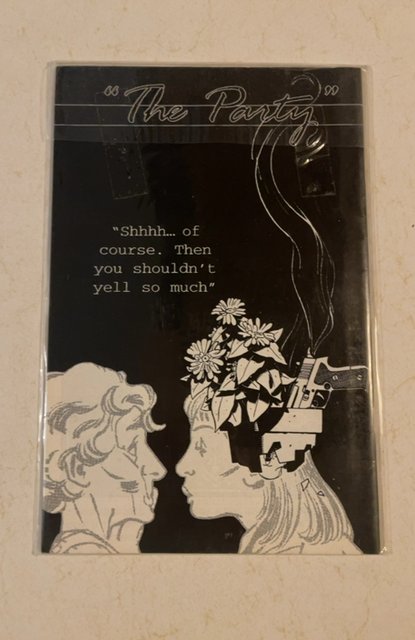 “The Party”
“Shhhh… of
course. Then
you shouldn’t
yell so much”